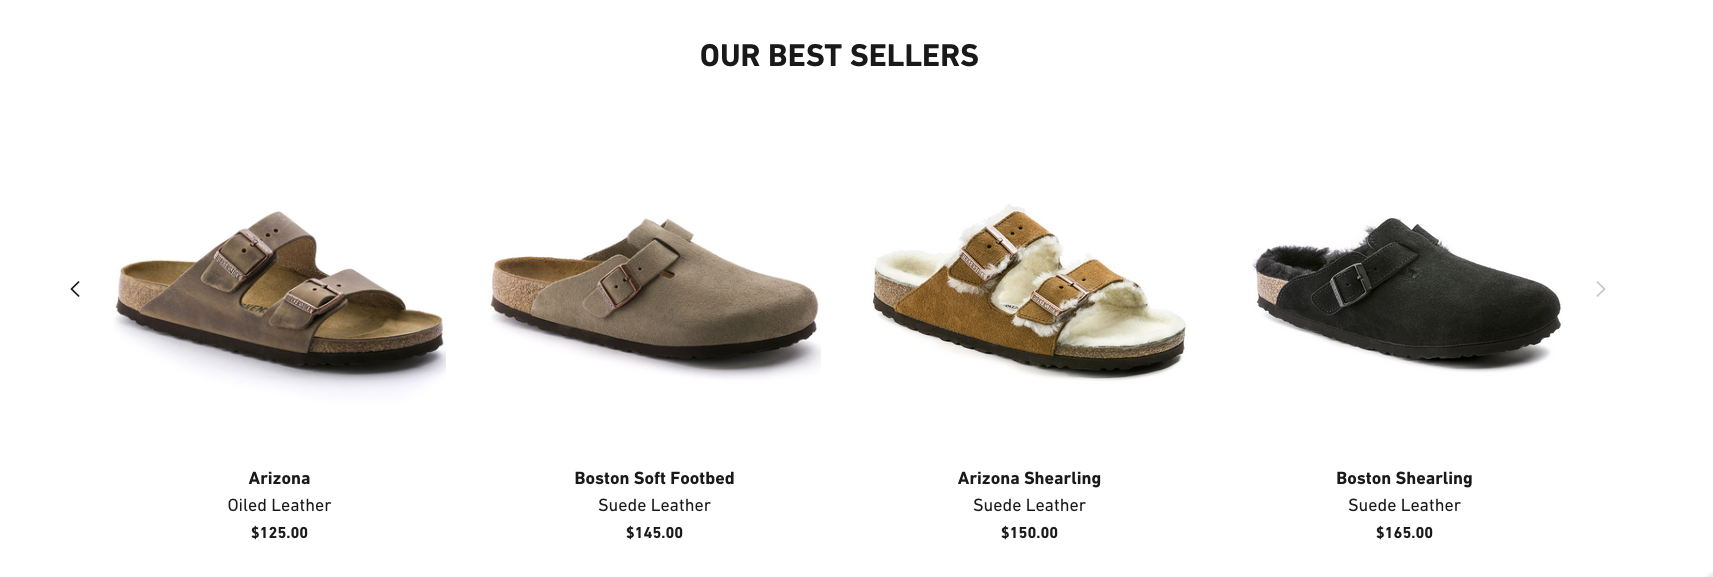 OUR BEST SELLERS
Arizona
Oiled Leather
$125.00
Boston Soft Footbed
Suede Leather
$145.00
Arizona Shearling
Suede Leather
$150.00
Boston Shearling
Suede Leather
$165.00